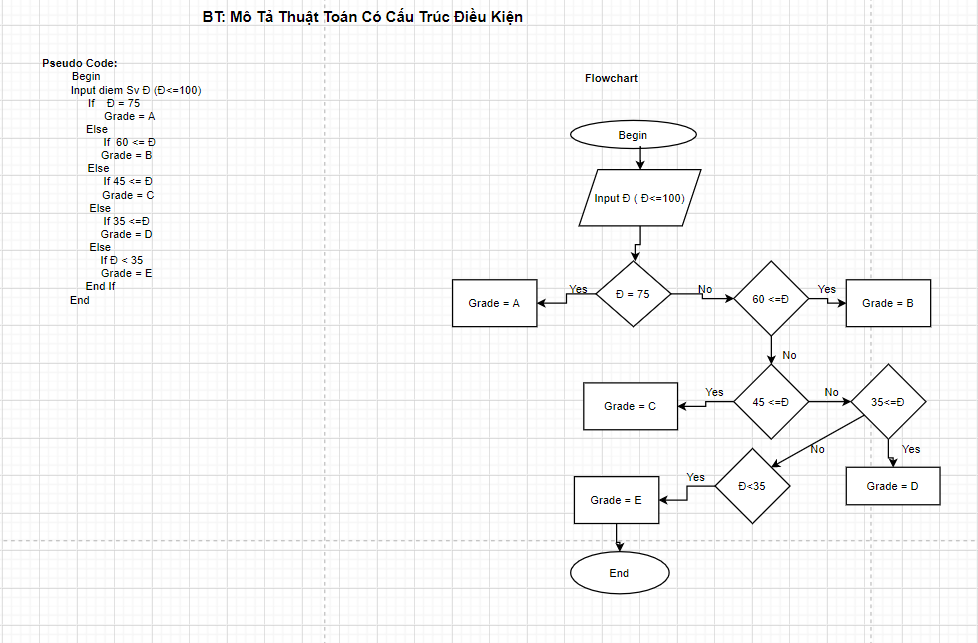 BT: Mô Tả Thuật Toán Có Cấu Trúc Điều Kiện
Pseudo Code:
Begin
Input diem Sv Đ (Đ<=100)
If Đ = 75
Grade = A
Else
If 60 <= Đ
Grade = B
Else
If 45 <= Đ
Grade = C
Else
If 35 <=Đ
Grade = D
Else
If Đ < 35
Grade = E
End If
End
Flowchart
Begin
Input Đ ( Đ<=100)
Grade = A
Yes
Đ = 75
No
60 <=Đ
Yes
Grade = B
No
Grade = C
Yes
45 <=Đ
No
35<=Đ
No
Yes
Grade = E
Yes
Đ<35
Grade = D
End